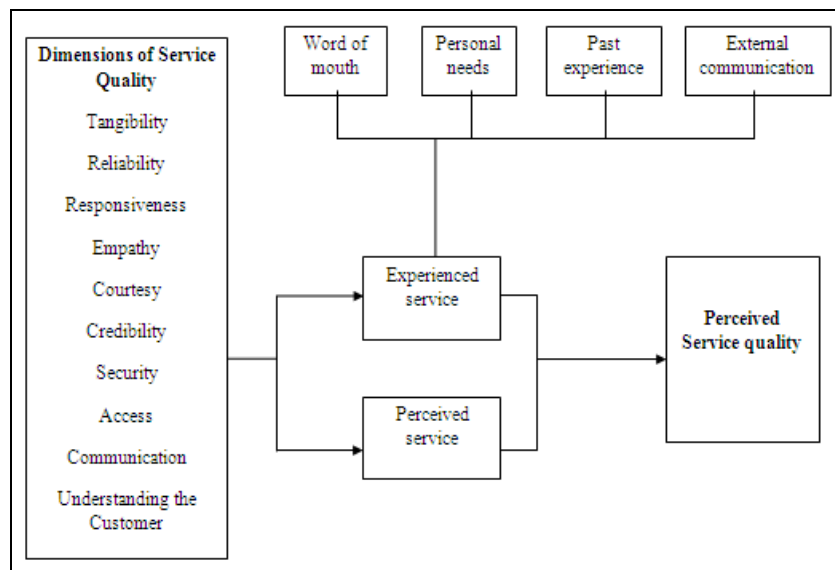 Dimensions of Service
Quality
Tangibility
Reliability
Responsiveness
Empathy
Courtesy
Credibility
Security
Access
Communication
Understanding the
Customer
Word of
mouth
Personal
needs
Past
experience
External
communication
Experienced
service
Perceived
service
Perceived
Service quality